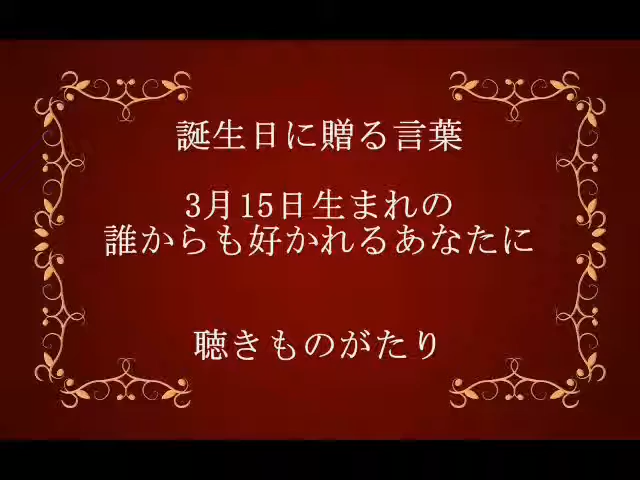 誕生日に贈る言葉
3月15日生まれの
誰からも好かれるあなたに
聴きものがたり